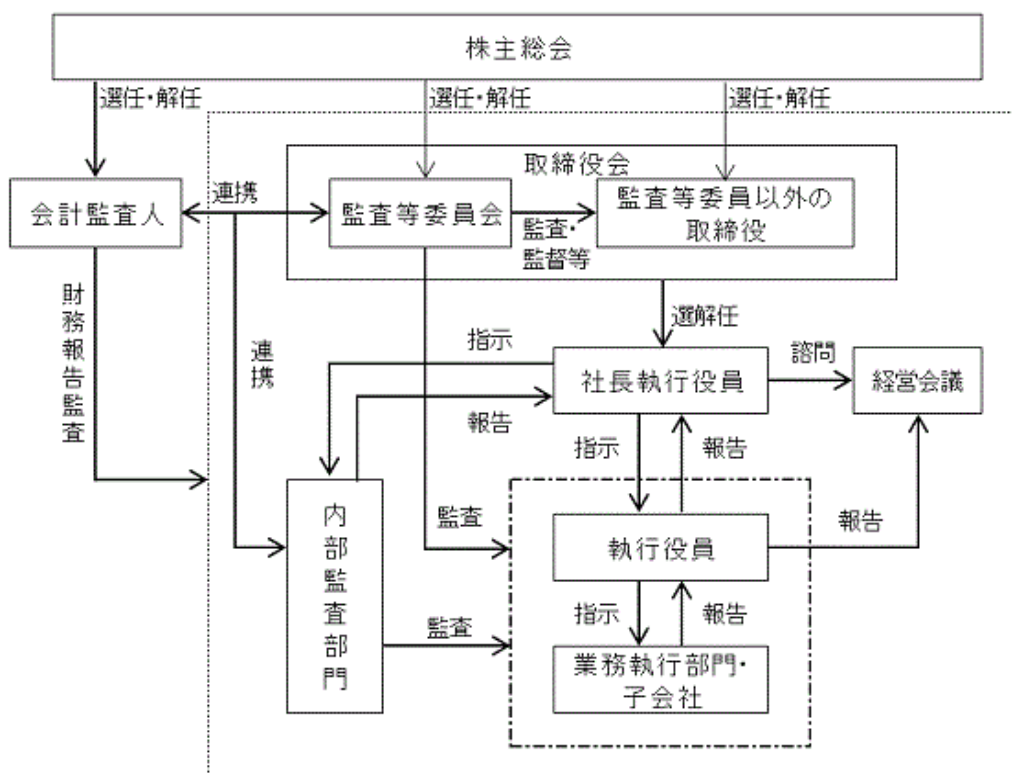 株主総会
選任・解任
選任・解任
選任・解任
取締役会
会計監査人
連携
監査等委員会
監査・
監督等
監査等委員以外の
取締役
選解任
財務報告監査
連携
指示
報告
社長執行役員
諮問
経営会議
指示
報告
内部監査部門
監査
監査
執行役員
報告
指示
報告
業務執行部門・
子会社